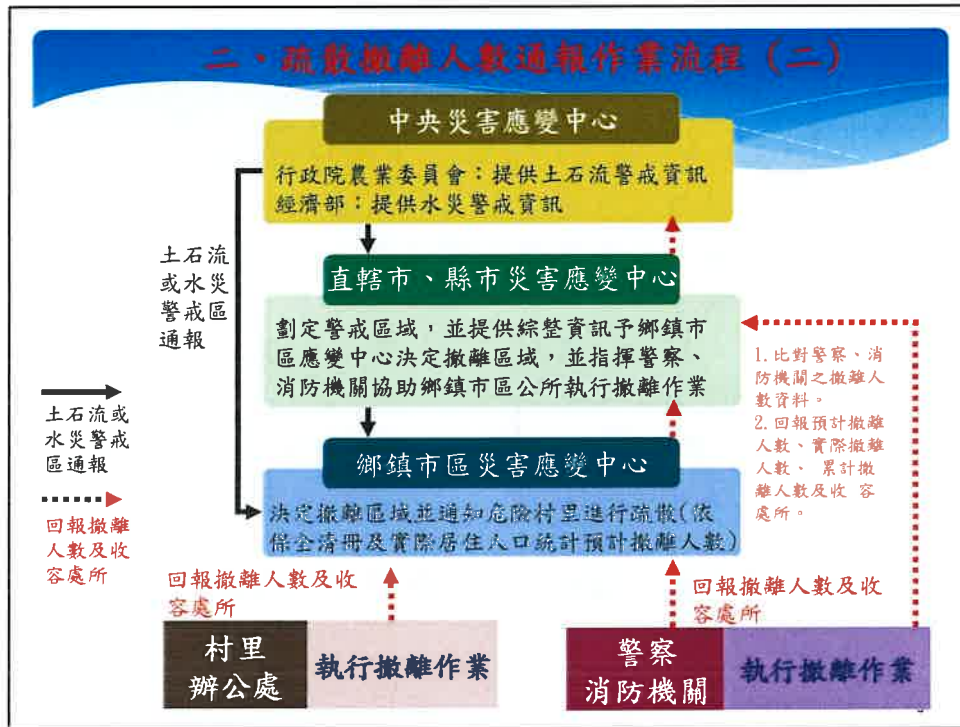 二、疏散撤離人數通報作業流程(二)
中央災害應變中心
行政院農業委員會：提供土石流警戒資訊
經濟部：提供水災警戒資訊
土石流
或水災
警戒區
通報
直轄市、縣市災害應變中心
劃定警戒區域，並提供綜整資訊予鄉鎮市
區應變中心決定撤離區域，並指揮警察、
消防機關協助鄉鎮市區公所執行撤離作業
1.比對警察、消
防機關之撤離人
數資料。
2.回報預計撤離
人數、實際撤離
人數、 累計撤
離人數及收 容
處所。
土石流或
水災警戒
區通報
回報撤離
人數及收
容處所
鄉鎮市區災害應變中心
決定撤離區域並通知危險村里進行疏散(依
保全清冊及實際居住人口統計預計撤離人數)
回報撤離人數及收
容處所
回報撤離人數及收
容處所
村里
辦公處
執行撤離作業
警察
消防機關
執行撤離作業